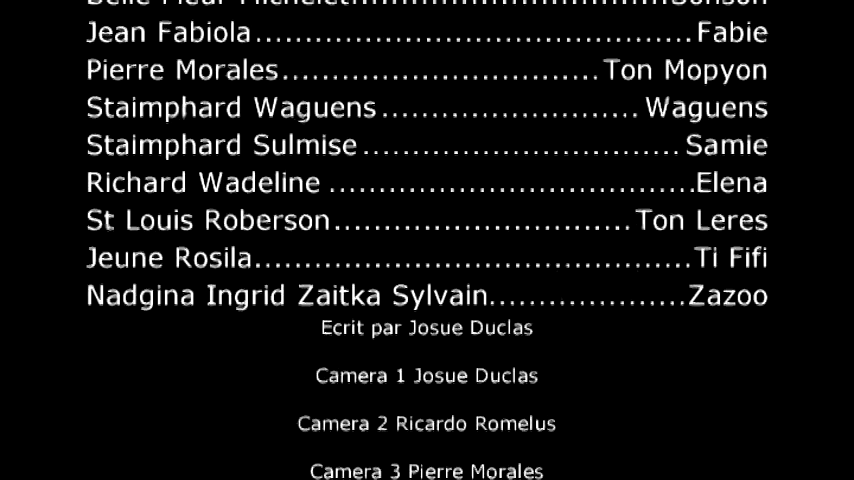 Jean Fabiola............................................Fabie
Pierre Morales................................Ton Mopyon
Staimphard Waguens..........................Waguens
Staimphard Sulmise................................Samie
Richard Wadeline .....................................Elena
St Louis Roberson..............................Ton Leres
Jeune Rosila............................................Ti Fifi
Nadgina Ingrid Zaitka Sylvain....................Zazoo
Ecrit par Josue Duclas
Camera 1 Josue Duclas
Camera 2 Ricardo Romelus
Camera 3 Pierre Morales